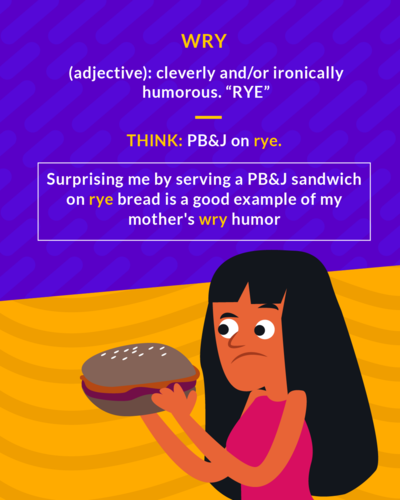 WRY
(adjective): cleverly and/or ironically
humorous. “RYE”
THINK: PB&J on rye.
Surprising me by serving a PB&J sandwich
on rye bread is a good example of my
mother's wry humor